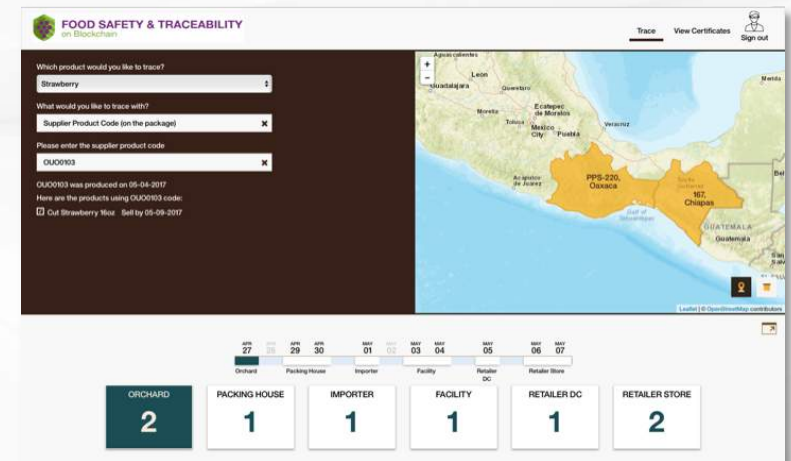 FOOD SAFETY & TRACEABILITY
on Blockchain
Trace
View Certificates
Sign out
Which product would you like to trace?
Strawberry
What would you like to trace with?
Supplier Product Code (on the package)
Please enter the supplier product code
OUO0103
OUO0103 was produced on 05-04-2017
Here are the products using OUO0103 code:
Cut Strawberry 16oz Sell by 05-09-2017
+
-
Aguascalientes
Leon
Guadalajara
Queretaro
Morelia
Ecatepec
de Morelos
Toluca
Mexico
City
Puebla
Veracruz
Merida
Acapulco
de Juarez
PPS-220,
Oaxaca
167,
Chiapas
Gulf of
Tehuantepec
GUATEMALA
Guatemala
Leaflet | © OpenStreetMap contributors
APR
27
28
APR
29
APR
30
MAY
01
MAY
02
MAY
03
MAY
04
MAY
05
MAY
06
MAY
07
Orchard
Packing House
Importer
Facility
Retailer
DC
Retailer Store
ORCHARD
2
PACKING HOUSE
1
IMPORTER
1
FACILITY
1
RETAILER DC
1
RETAILER STORE
2